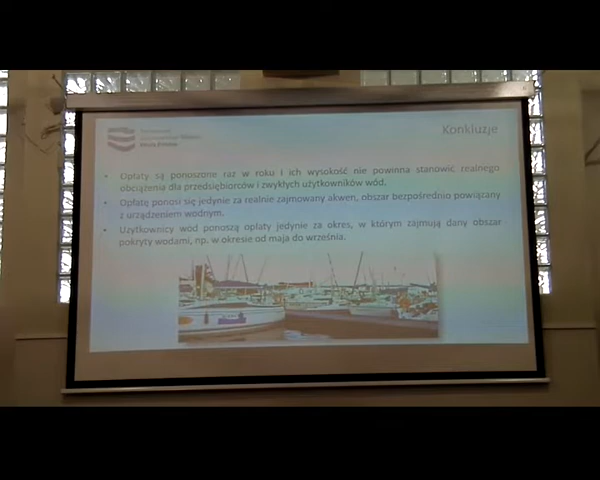 Konkluzje
• Opłaty są ponoszone raz w roku i ich wysokość nie powinna stanowić realnego
obciążenia dla przedsiębiorców i zwykłych użytkowników wód.
• Opłatę ponosi się jedynie za realnie zajmowany akwen, obszar bezpośrednio powiązany
z urządzeniem wodnym.
• Użytkownicy wód ponoszą opłaty jedynie za okres, w którym zajmują dany obszar
pokryty wodami, np. w okresie od maja do września.